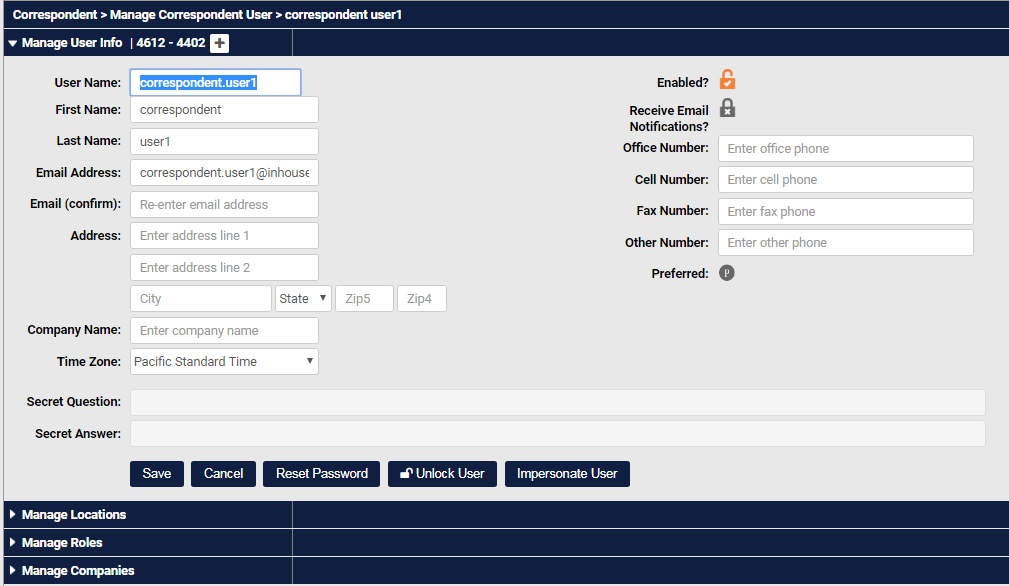 Correspondent > Manage Correspondent User > correspondent user1
Manage User Info | 4612 - 4402
User Name: correspondent.user1
First Name: correspondent
Last Name: user1
Email Address: correspondent.user1@inhouse
Email (confirm): Re-enter email address
Address: Enter address line 1
Enter address line 2
City State Zip5 Zip4
Company Name: Enter company name
Time Zone: Pacific Standard Time
Enabled?
Receive Email
Notifications?
Office Number: Enter office phone
Cell Number: Enter cell phone
Fax Number: Enter fax phone
Other Number: Enter other phone
Preferred: P
Secret Question:
Secret Answer:
Save Cancel Reset Password Unlock User Impersonate User
Manage Locations
Manage Roles
Manage Companies